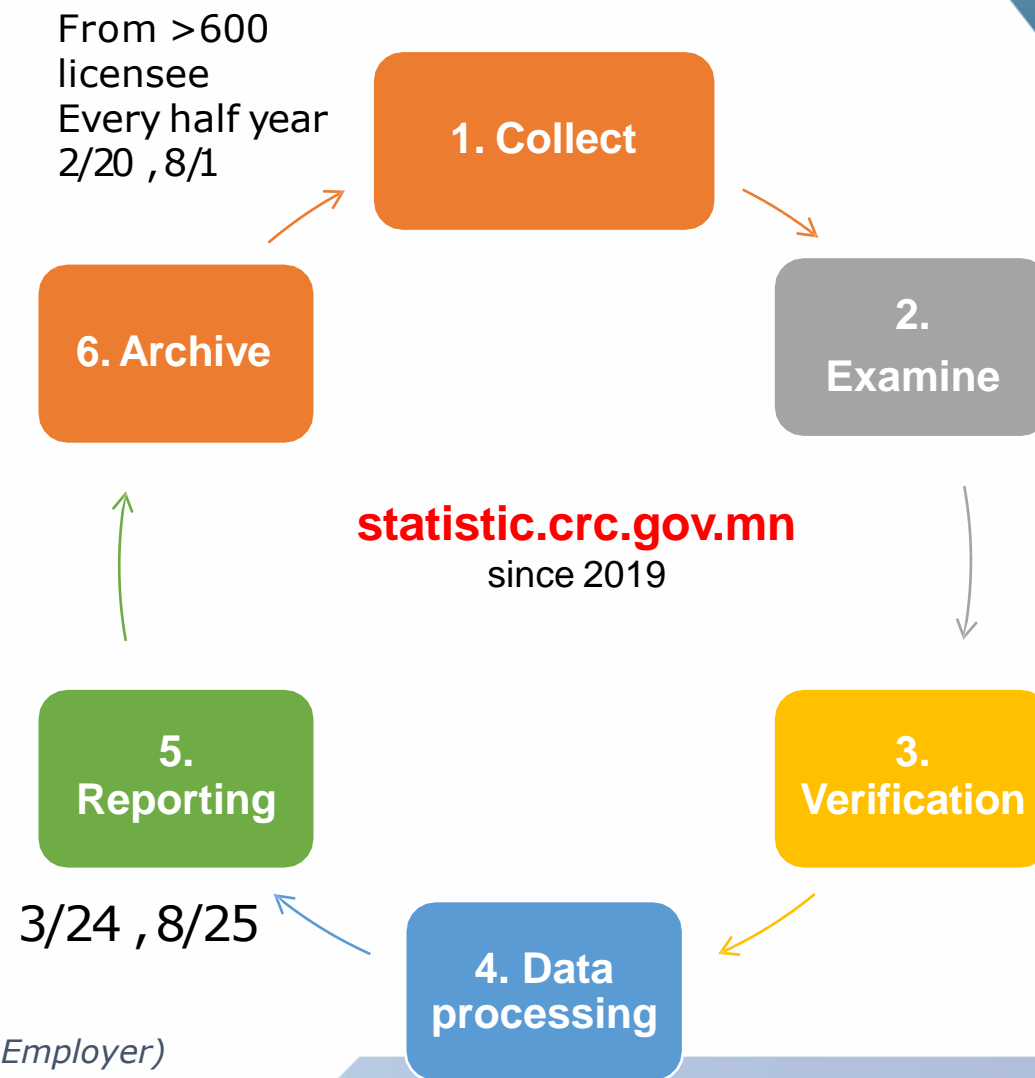 From >600
licensee
Every half year
2/20 , 8/1
1. Collect
2.
Examine
3.
Verification
4. Data
processing
5.
Reporting
3/24 , 8/25
6. Archive
statistic.crc.gov.mn
since 2019
Employer)